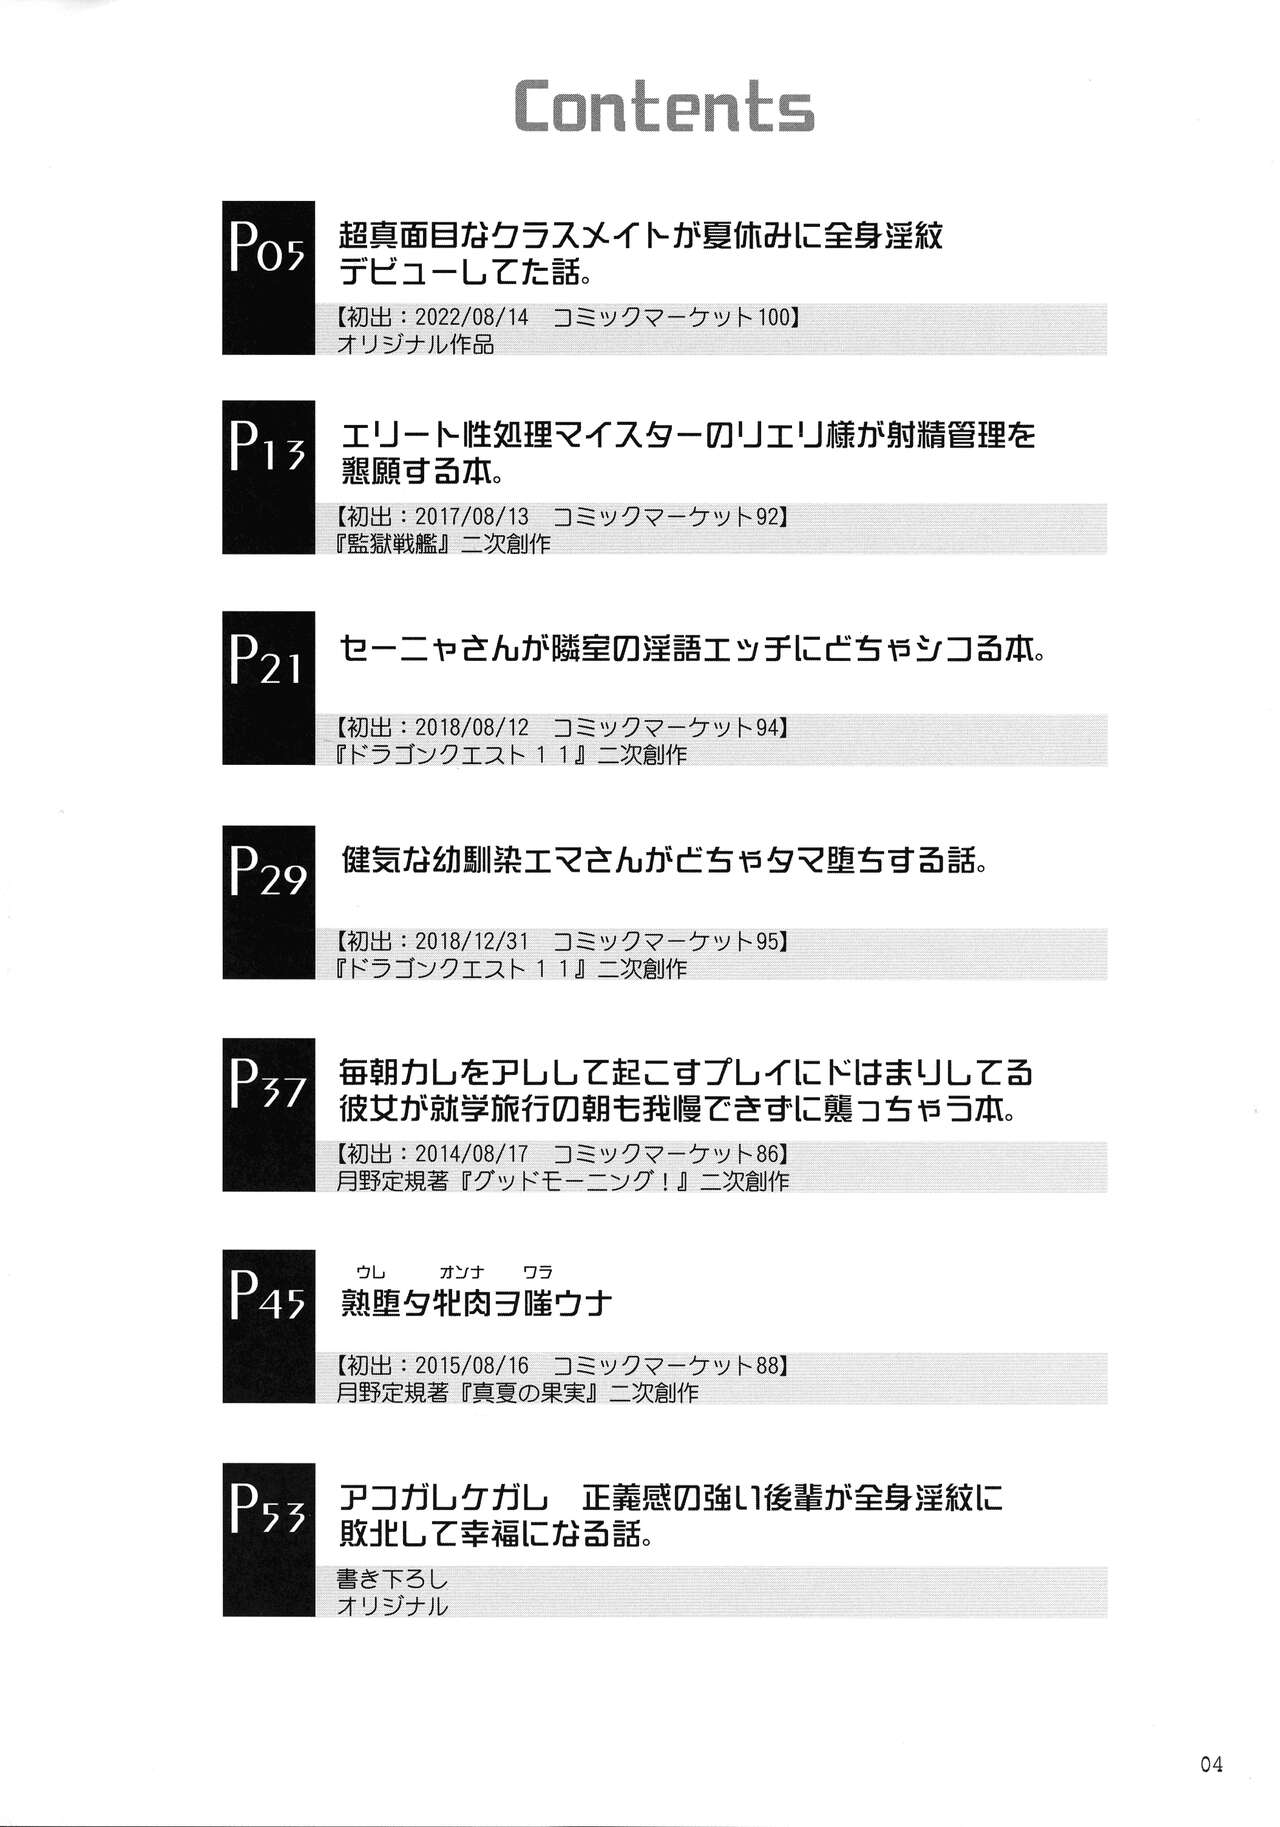 Contents
P05
超真面目なクラスメイトが夏休みに全身淫紋
デビューしてた話。
【初出：2022/08/14　コミックマーケット100】
オリジナル作品
P13
エリート性処理マイスターのリエリ様が射精管理を
懇願する本。
【初出：2017/08/13　コミックマーケット92】
『監獄戦艦』二次創作
P21
セーニャさんが隣室の淫語エッチにどちゃシコる本。
【初出：2018/08/12　コミックマーケット94】
『ドラゴンクエスト１１』二次創作
P29
健気な幼馴染エマさんがどちゃタマ堕ちする話。
【初出：2018/12/31　コミックマーケット95】
『ドラゴンクエスト１１』二次創作
P37
毎朝カレをアレして起こすプレイにドはまりしてる
彼女が就学旅行の朝も我慢できずに襲っちゃう本。
【初出：2014/08/17　コミックマーケット86】
月野定規著『グッドモーニング！』二次創作
P45
ウレ　オンナ　ワラ
熟堕タ牝肉ヲ嗤ウナ
【初出：2015/08/16　コミックマーケット88】
月野定規著『真夏の果実』二次創作
P53
アコガレケガレ　正義感の強い後輩が全身淫紋に
敗北して幸福になる話。
書き下ろし
オリジナル
04